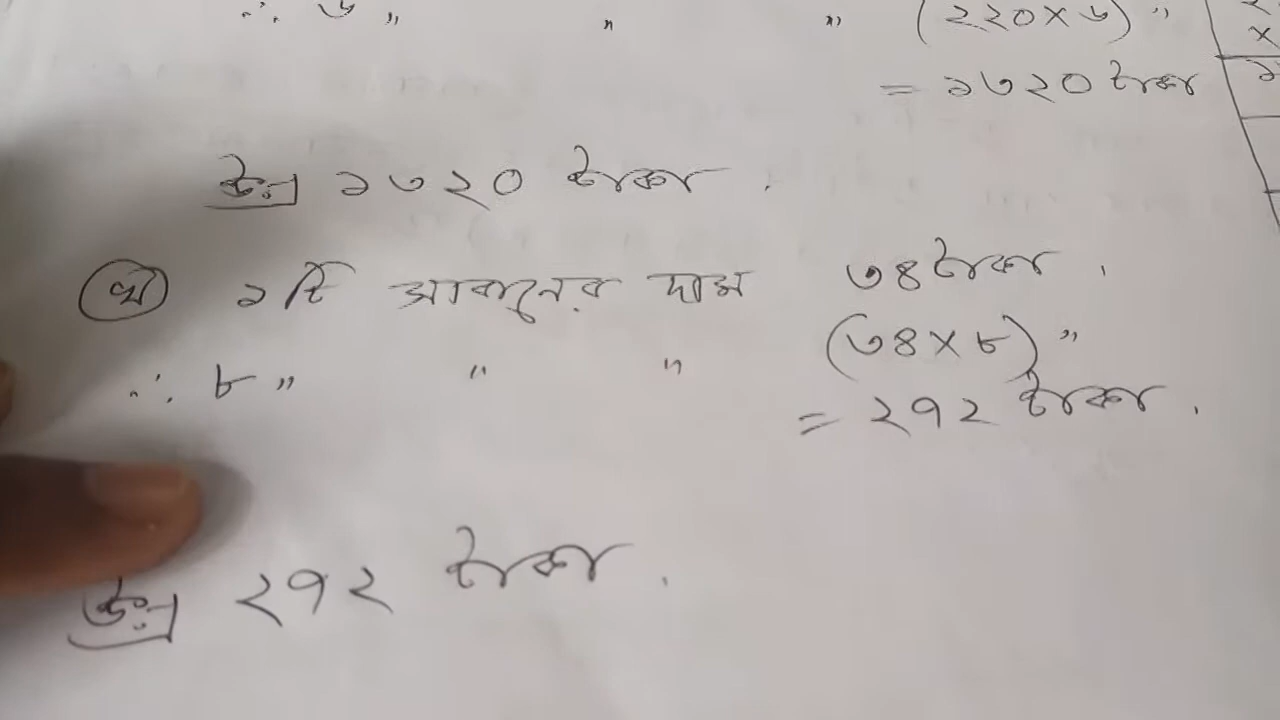 ∴ ৬ " " " (২২০×৬) "
= ১৩২০ টাকা
উঃ ১৩২০ টাকা.
(খ) ১টি সাবানের দাম ৩৪ টাকা.
∴ ৮ " " " (৩৪×৮) "
= ২৭২ টাকা.
উঃ ২৭২ টাকা.